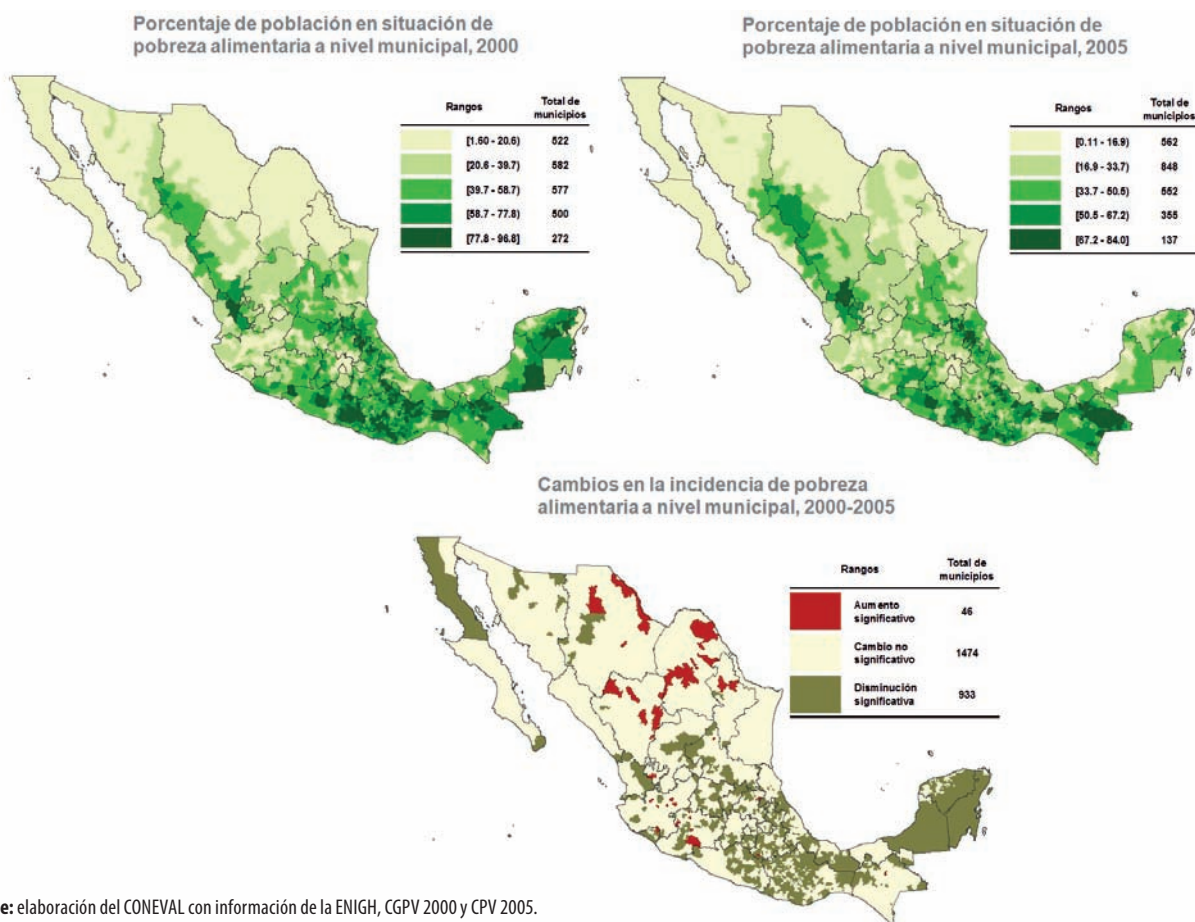 Porcentaje de población en situación de
pobreza alimentaria a nivel municipal, 2000
Rangos Total de
municipios
[1.60 - 20.6) 522
[20.6 - 39.7) 582
[39.7 - 58.7) 577
[58.7 - 77.8) 500
[77.8 - 96.8] 272
Porcentaje de población en situación de
pobreza alimentaria a nivel municipal, 2005
Rangos Total de
municipios
[0.11 - 16.9) 562
[16.9 - 33.7) 848
[33.7 - 50.5) 552
[50.5 - 67.2) 355
[67.2 - 84.0] 137
Cambios en la incidencia de pobreza
alimentaria a nivel municipal, 2000-2005
Rangos Total de
municipios
Aumento
significativo 46
Cambio no
significativo 1474
Disminución
significativa 933
e: elaboración del CONEVAL con información de la ENIGH, CGPV 2000 y CPV 2005.